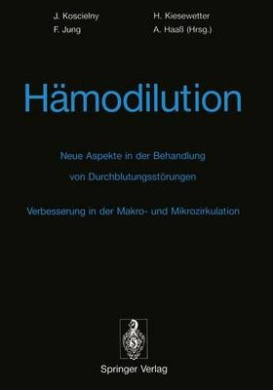 J. Koscielny H. Kiesewetter
F. Jung A. Haaß (Hrsg.)
Hämodilution
Neue Aspekte in der Behandlung
von Durchblutungsstörungen
Verbesserung in der Makro- und Mikrozirkulation
Springer Verlag